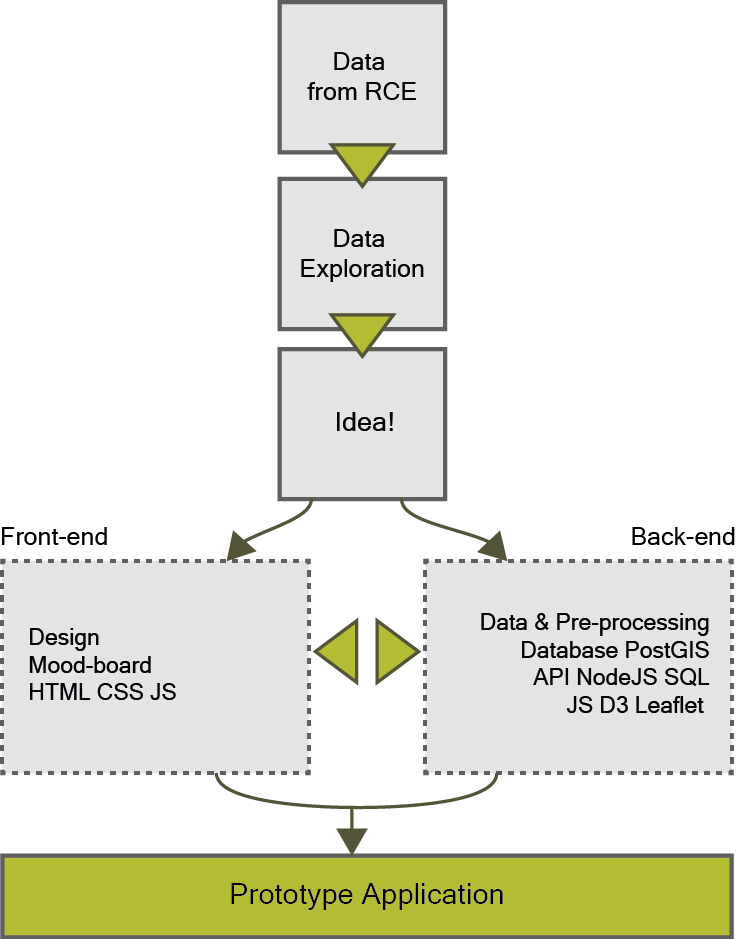 Data
from RCE
Data
Exploration
Idea!
Front-end
Back-end
Design
Mood-board
HTML CSS JS
Data & Pre-processing
Database PostGIS
API NodeJS SQL
JS D3 Leaflet
Prototype Application